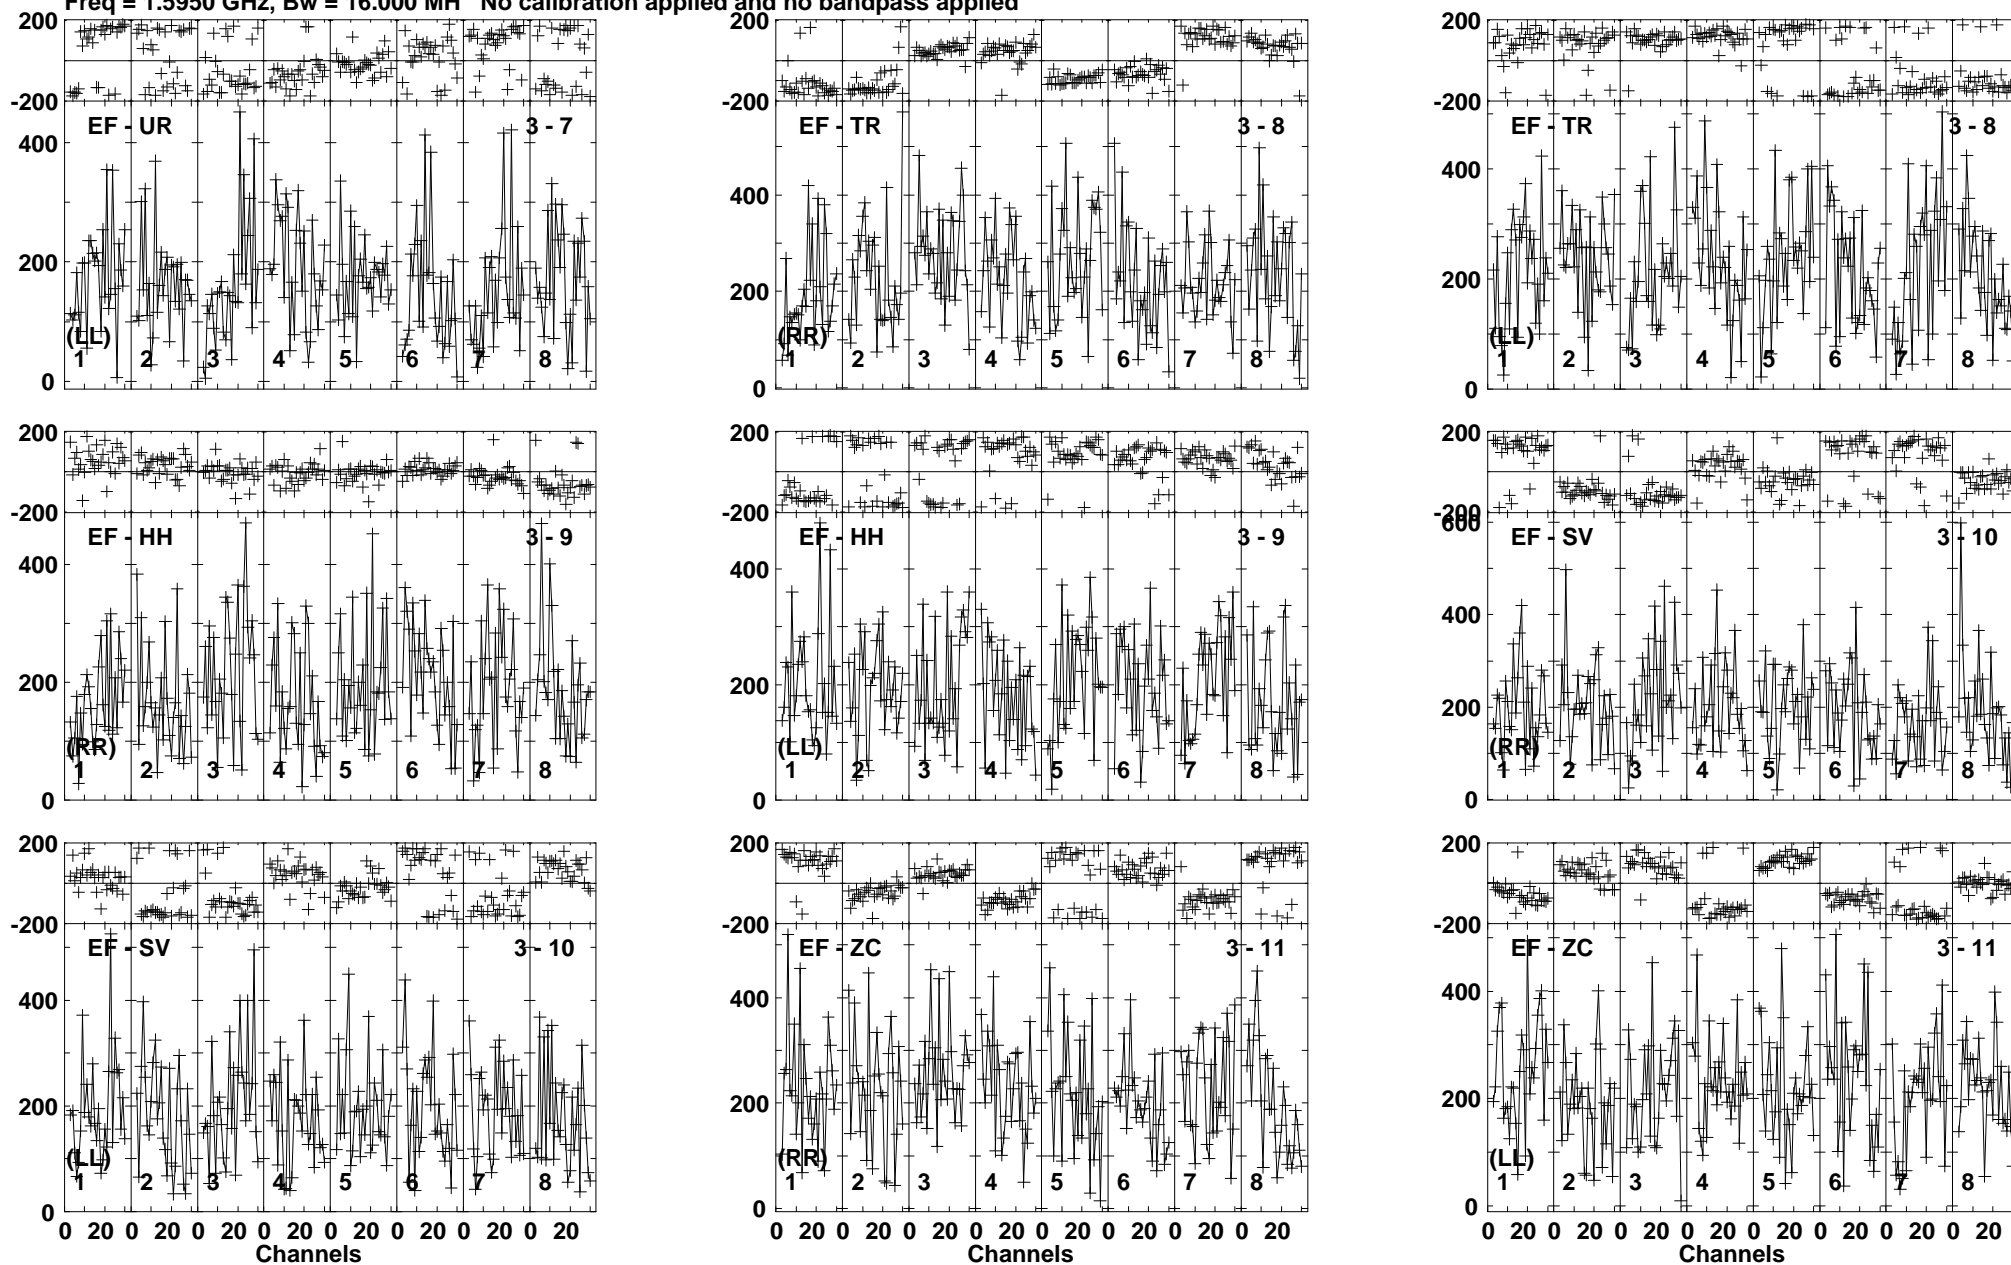 Freq = 1.5950 GHz, Bw = 16.000 MH No calibration applied and no bandpass applied
200 200 200
-200 -200 -200
EF - UR 3 - 7 EF - TR 3 - 8 EF - TR 3 - 8
400 400 400
200 200 200
(LL) (RR) (LL)
1 2 3 4 5 6 7 8 1 2 3 4 5 6 7 8 1 2 3 4 5 6 7 8
0 0 0
200 200 200
-200 -200 -200
600
EF - HH 3 - 9 EF - HH 3 - 9 EF - SV 3 - 10
400 400 400
200 200 200
(RR) (LL) (RR)
1 2 3 4 5 6 7 8 1 2 3 4 5 6 7 8 1 2 3 4 5 6 7 8
0 0 0
200 200 200
-200 -200 -200
EF - SV 3 - 10 EF - ZC 3 - 11 EF - ZC 3 - 11
400 400 400
200 200 200
(LL) (RR) (LL)
1 2 3 4 5 6 7 8 1 2 3 4 5 6 7 8 1 2 3 4 5 6 7 8
0 0 0
0 20 0 20 0 20 0 20 0 20 0 20 0 20 0 20 0 20 0 20 0 20 0 20 0 20 0 20 0 20 0 20 0 20 0 20 0 20 0 20 0 20 0 20 0 20 0 20
Channels Channels Channels